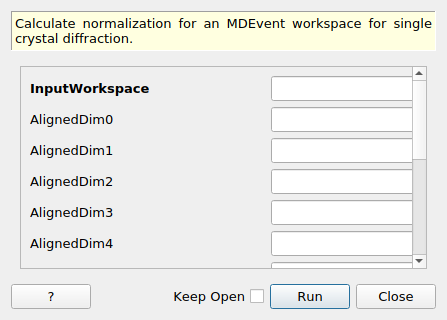 Calculate normalization for an MDEvent workspace for single
crystal diffraction.
InputWorkspace
AlignedDim0
AlignedDim1
AlignedDim2
AlignedDim3
AlignedDim4
? Keep Open Run Close